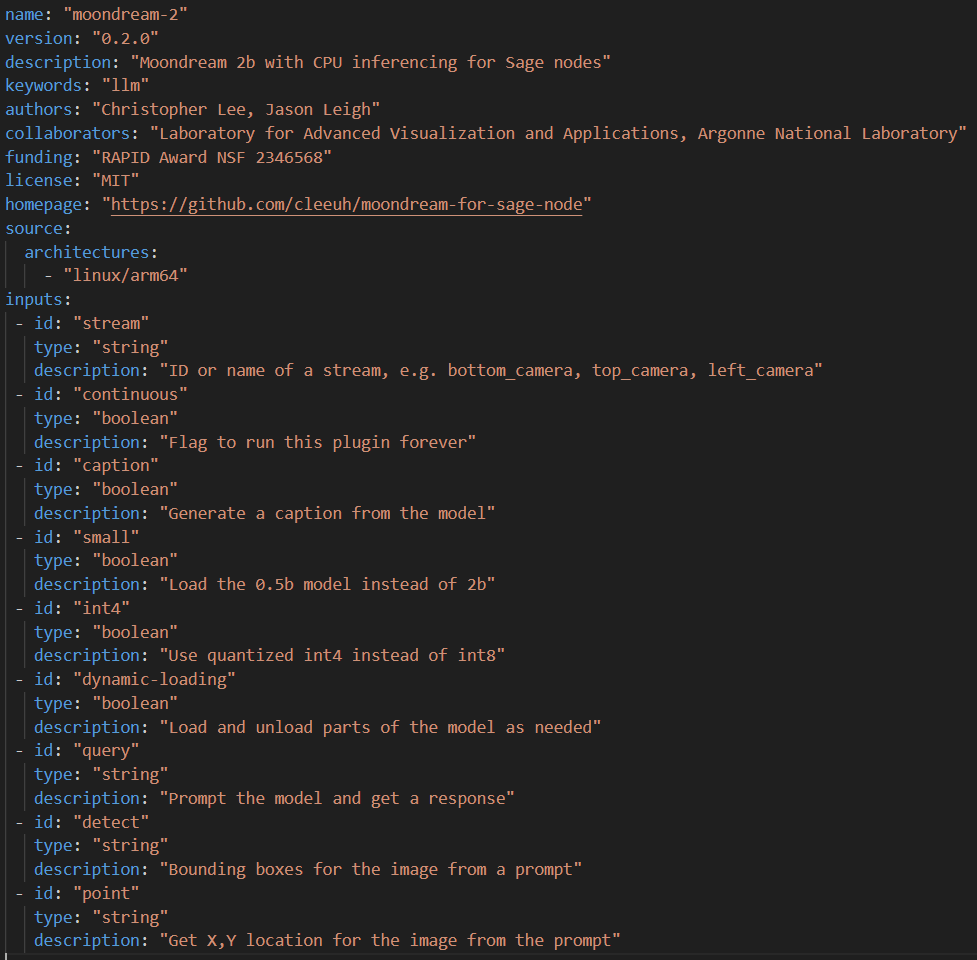 name: "moondream-2"
version: "0.2.0"
description: "Moondream 2b with CPU inferencing for Sage nodes"
keywords: "llm"
authors: "Christopher Lee, Jason Leigh"
collaborators: "Laboratory for Advanced Visualization and Applications, Argonne National Laboratory"
funding: "RAPID Award NSF 2346568"
license: "MIT"
homepage: "https://github.com/cleeuh/moondream-for-sage-node"
source:
  architectures:
    - "linux/arm64"
inputs:
 - id: "stream"
   type: "string"
   description: "ID or name of a stream, e.g. bottom_camera, top_camera, left_camera"
 - id: "continuous"
   type: "boolean"
   description: "Flag to run this plugin forever"
 - id: "caption"
   type: "boolean"
   description: "Generate a caption from the model"
 - id: "small"
   type: "boolean"
   description: "Load the 0.5b model instead of 2b"
 - id: "int4"
   type: "boolean"
   description: "Use quantized int4 instead of int8"
 - id: "dynamic-loading"
   type: "boolean"
   description: "Load and unload parts of the model as needed"
 - id: "query"
   type: "string"
   description: "Prompt the model and get a response"
 - id: "detect"
   type: "string"
   description: "Bounding boxes for the image from a prompt"
 - id: "point"
   type: "string"
   description: "Get X,Y location for the image from the prompt"